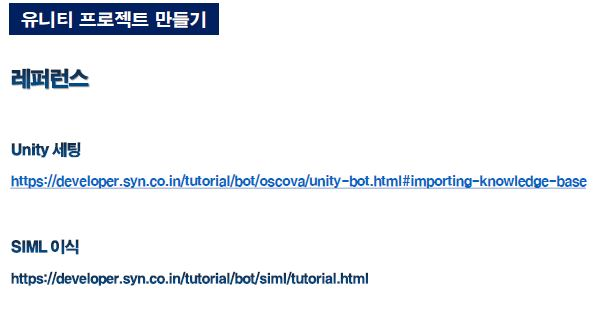 유니티 프로젝트 만들기
레퍼런스
Unity 세팅
https://developer.syn.co.in/tutorial/bot/oscova/unity-bot.html#importing-knowledge-base
SIML 이식
https://developer.syn.co.in/tutorial/bot/siml/tutorial.html